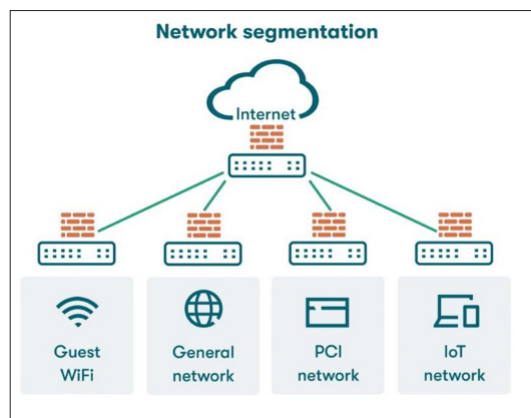 Network segmentation
Internet
Guest
WiFi
General
network
PCI
network
IoT
network